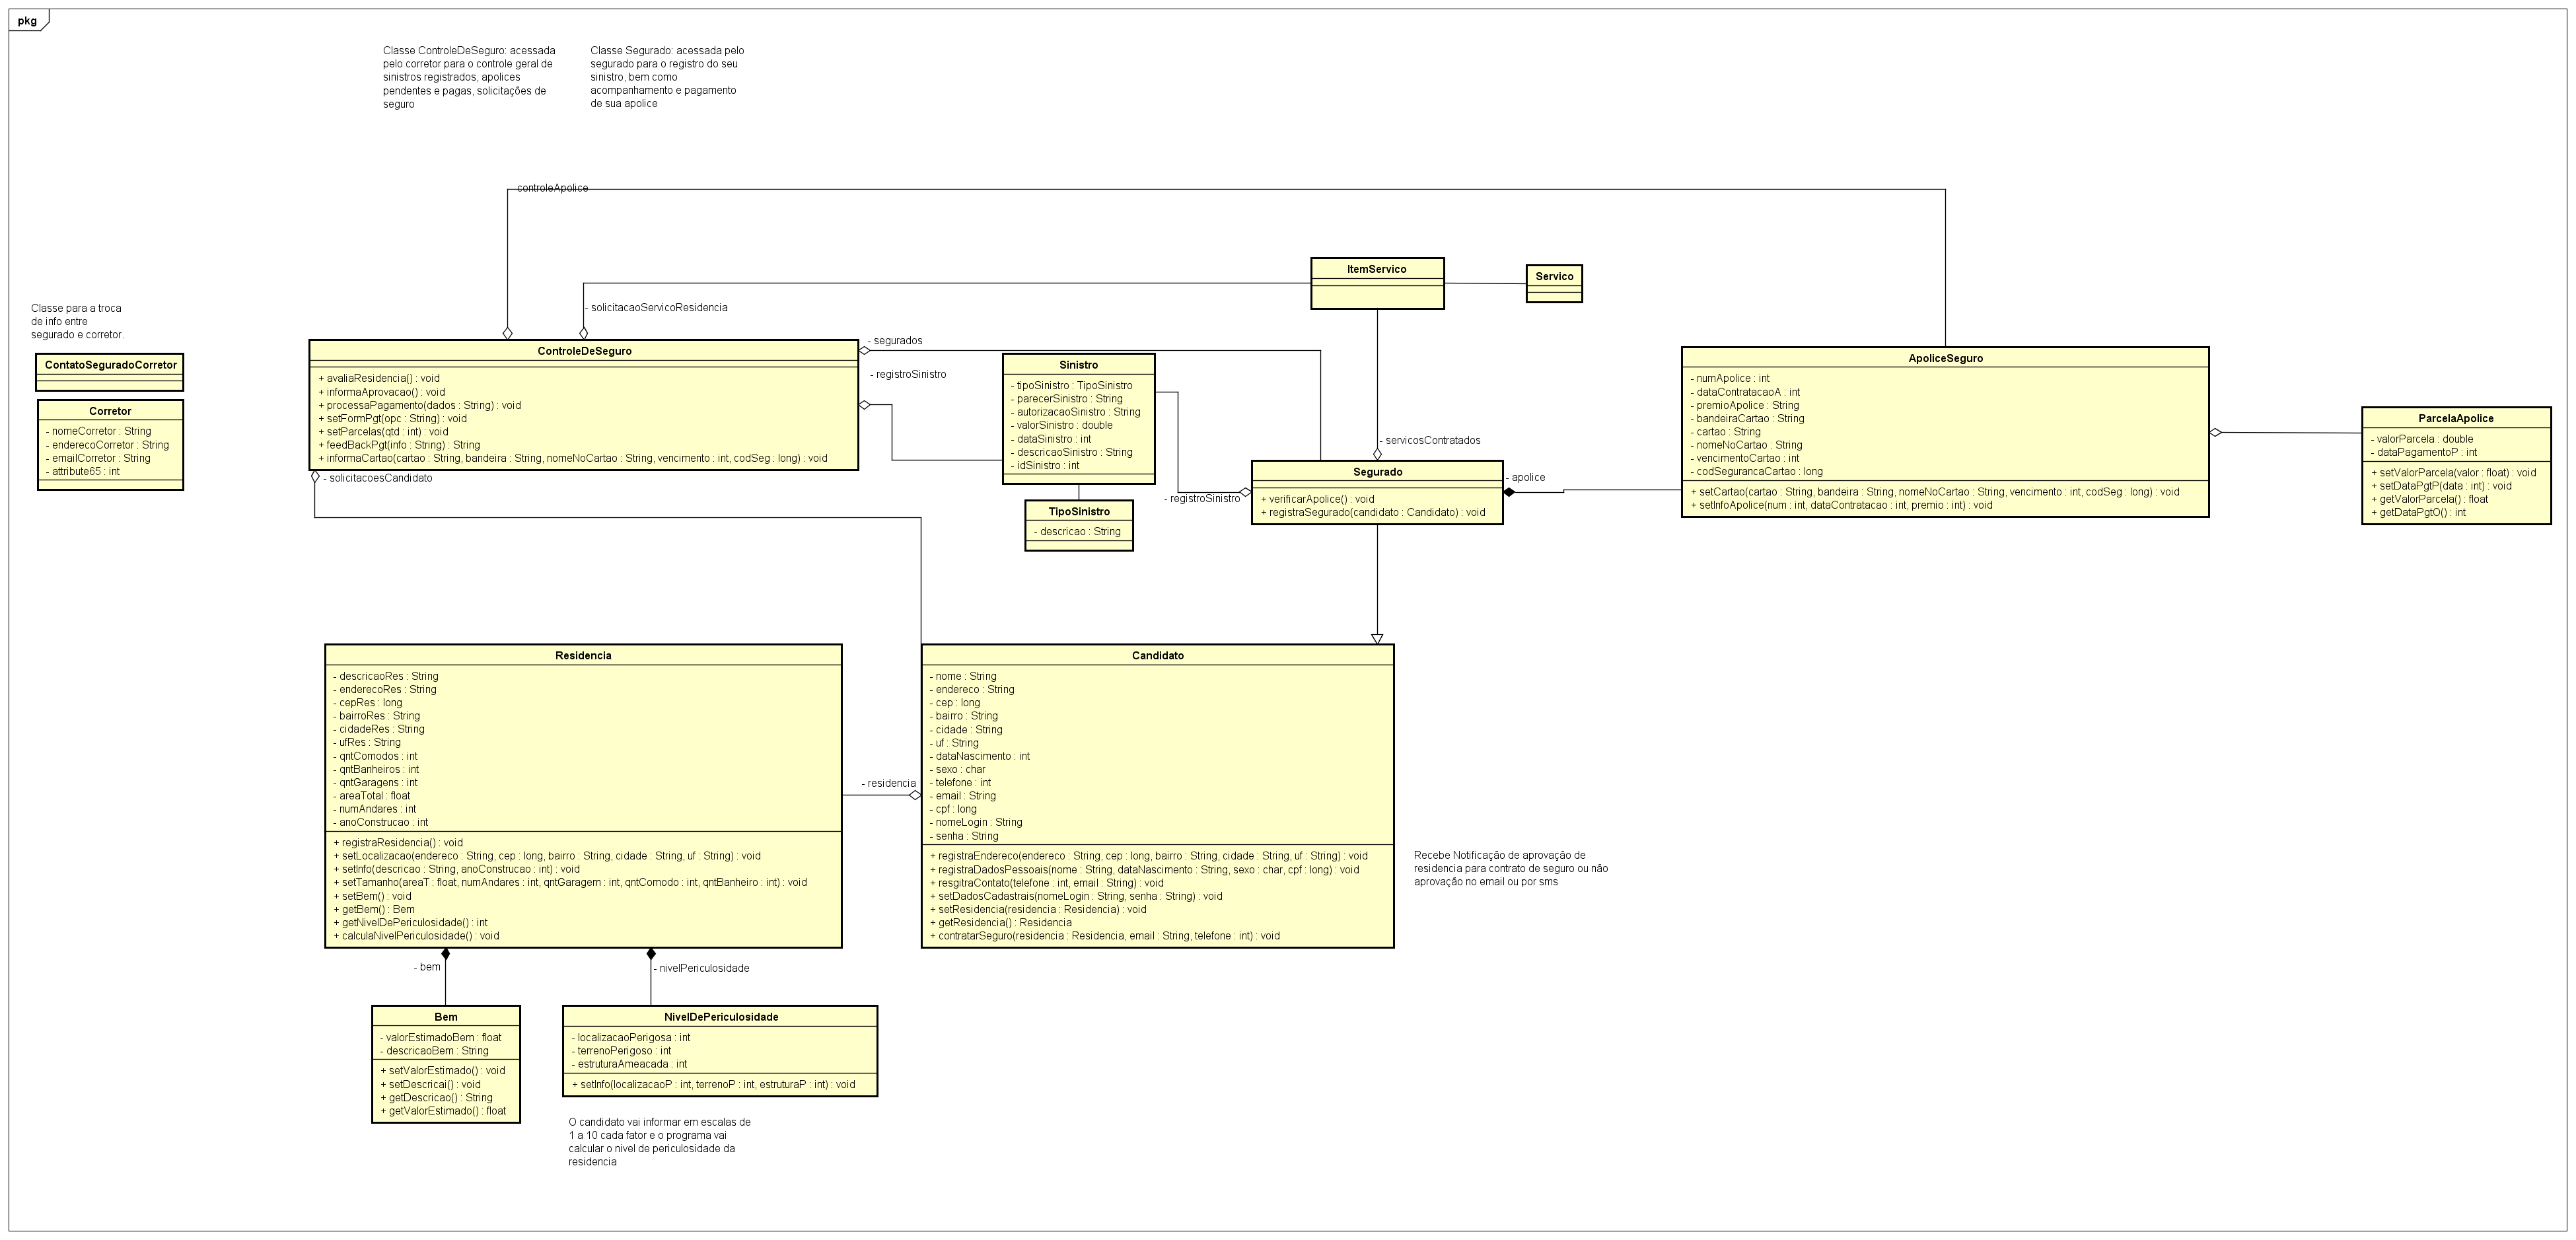 pkg
Classe ControleDeSeguro: acessada
pelo corretor para o controle geral de
sinistros registrados, apolices
pendentes e pagas, solicitações de
seguro
Classe Segurado: acessada pelo
segurado para o registro do seu
sinistro, bem como
acompanhamento e pagamento
de sua apolice
controleApolice
ItemServico
Servico
- solicitacaoServicoResidencia
Classe para a troca
de info entre
segurado e corretor.
ContatoSeguradoCorretor
Corretor
- nomeCorretor : String
- enderecoCorretor : String
- emailCorretor : String
- attribute65 : int
ControleDeSeguro
+ avaliaResidencia() : void
+ informaAprovacao() : void
+ processaPagamento(dados : String) : void
+ setFormPgt(opc : String) : void
+ setParcelas(qtd : int) : void
+ feedBackPgt(info : String) : String
+ informaCartao(cartao : String, bandeira : String, nomeNoCartao : String, vencimento : int, codSeg : long) : void
- segurados
- registroSinistro
- solicitacoesCandidato
Sinistro
- tipoSinistro : TipoSinistro
- parecerSinistro : String
- autorizacaoSinistro : String
- valorSinistro : double
- dataSinistro : int
- descricaoSinistro : String
- idSinistro : int
TipoSinistro
- descricao : String
- registroSinistro
- servicosContratados
Segurado
+ verificarApolice() : void
+ registraSegurado(candidato : Candidato) : void
- apolice
ApoliceSeguro
- numApolice : int
- dataContratacaoA : int
- premioApolice : String
- bandeiraCartao : String
- cartao : String
- nomeNoCartao : String
- vencimentoCartao : int
- codSegurancaCartao : long
+ setCartao(cartao : String, bandeira : String, nomeNoCartao : String, vencimento : int, codSeg : long) : void
+ setInfoApolice(num : int, dataContratacao : int, premio : int) : void
ParcelaApolice
- valorParcela : double
- dataPagamentoP : int
+ setValorParcela(valor : float) : void
+ setDataPgtP(data : int) : void
+ getValorParcela() : float
+ getDataPgtO() : int
Residencia
- descricaoRes : String
- enderecoRes : String
- cepRes : long
- bairroRes : String
- cidadeRes : String
- ufRes : String
- qntComodos : int
- qntBanheiros : int
- qntGaragens : int
- areaTotal : float
- numAndares : int
- anoConstrucao : int
+ registraResidencia() : void
+ setLocalizacao(endereco : String, cep : long, bairro : String, cidade : String, uf : String) : void
+ setInfo(descricao : String, anoConstrucao : int) : void
+ setTamanho(areaT : float, numAndares : int, qntGaragem : int, qntComodo : int, qntBanheiro : int) : void
+ setBem() : void
+ getBem() : Bem
+ getNivelDePericulosidade() : int
+ calculaNivelPericulosidade() : void
- residencia
Candidato
- nome : String
- endereco : String
- cep : long
- bairro : String
- cidade : String
- uf : String
- dataNascimento : int
- sexo : char
- telefone : int
- email : String
- cpf : long
- nomeLogin : String
- senha : String
+ registraEndereco(endereco : String, cep : long, bairro : String, cidade : String, uf : String) : void
+ registraDadosPessoais(nome : String, dataNascimento : String, sexo : char, cpf : long) : void
+ resgitraContato(telefone : int, email : String) : void
+ setDadosCadastrais(nomeLogin : String, senha : String) : void
+ setResidencia(residencia : Residencia) : void
+ getResidencia() : Residencia
+ contratarSeguro(residencia : Residencia, email : String, telefone : int) : void
Recebe Notificação de aprovação de
residencia para contrato de seguro ou não
aprovação no email ou por sms
- bem
- nivelPericulosidade
Bem
- valorEstimadoBem : float
- descricaoBem : String
+ setValorEstimado() : void
+ setDescricai() : void
+ getDescricao() : String
+ getValorEstimado() : float
NivelDePericulosidade
- localizacaoPerigosa : int
- terrenoPerigoso : int
- estruturaAmeacada : int
+ setInfo(localizacaoP : int, terrenoP : int, estruturaP : int) : void
O candidato vai informar em escalas de
1 a 10 cada fator e o programa vai
calcular o nivel de periculosidade da
residencia